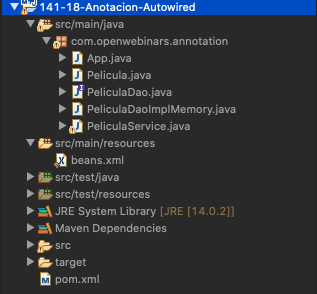 141-18-Anotacion-Autowired
src/main/java
com.openwebinars.annotation
App.java
Pelicula.java
PeliculaDao.java
PeliculaDaoImplMemory.java
PeliculaService.java
src/main/resources
beans.xml
src/test/java
src/test/resources
JRE System Library [JRE [14.0.2]]
Maven Dependencies
src
target
pom.xml